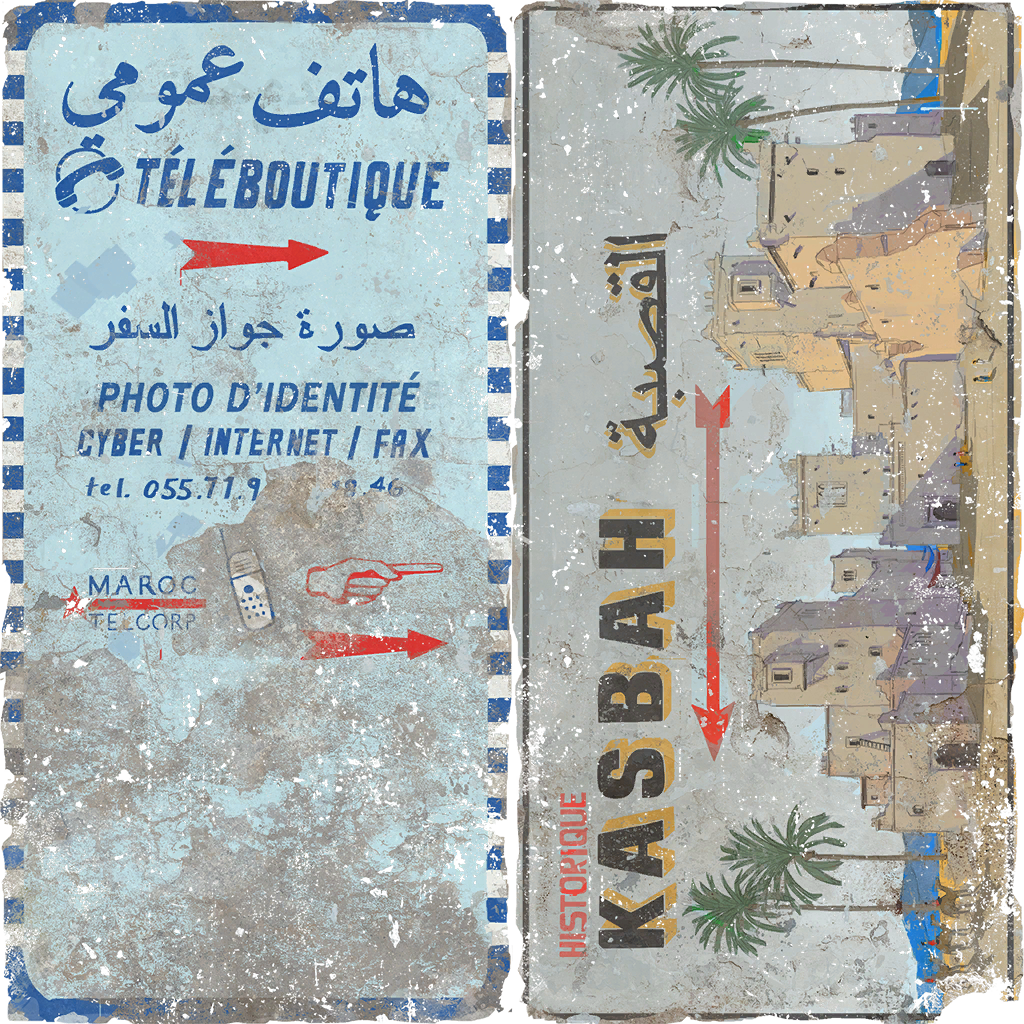 هاتف عمومي
TÉLÉBOUTIQUE
صورة جواز السفر
PHOTO D'IDENTITÉ
CYBER / INTERNET / FAX
tel. 055.71.9 8.46
MAROC
TELCORP
HISTORIQUE
KASBAH القصبة